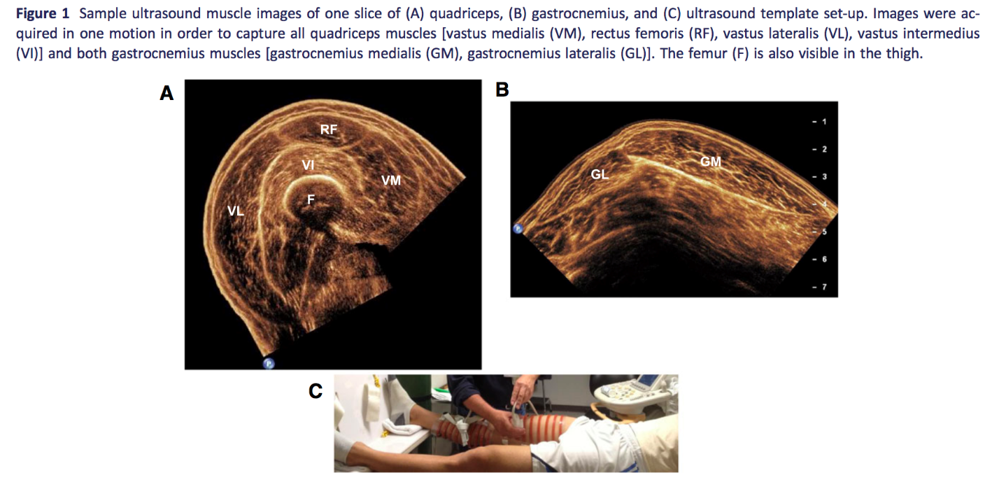 Figure 1 Sample ultrasound muscle images of one slice of (A) quadriceps, (B) gastrocnemius, and (C) ultrasound template set-up. Images were ac-
quired in one motion in order to capture all quadriceps muscles [vastus medialis (VM), rectus femoris (RF), vastus lateralis (VL), vastus intermedius
(VI)] and both gastrocnemius muscles [gastrocnemius medialis (GM), gastrocnemius lateralis (GL)]. The femur (F) is also visible in the thigh.
A
RF
VI
VM
F
VL
P
B
- 1
- 2
GM
GL
- 3
- 4
P
- 5
- 6
- 7
C